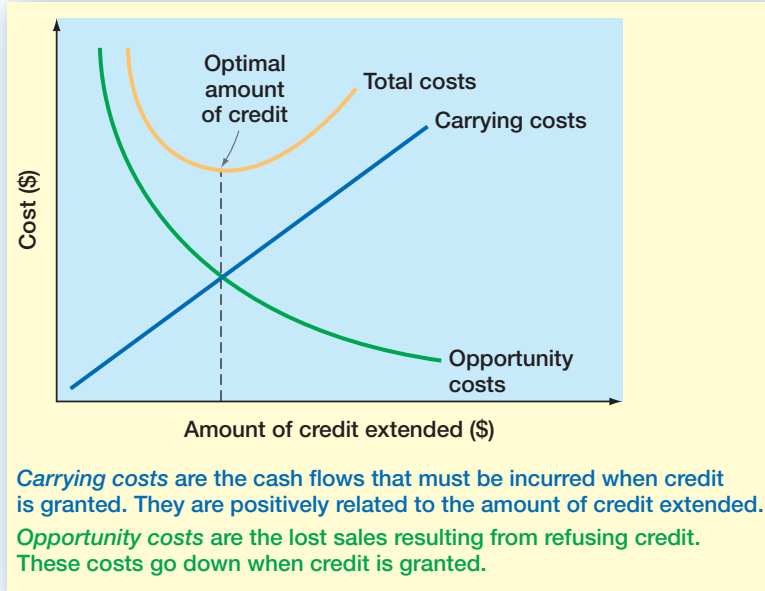 Optimal
amount
of credit
Total costs
Carrying costs
Cost ($)
Opportunity
costs
Amount of credit extended ($)
Carrying costs are the cash flows that must be incurred when credit
is granted. They are positively related to the amount of credit extended.
Opportunity costs are the lost sales resulting from refusing credit.
These costs go down when credit is granted.